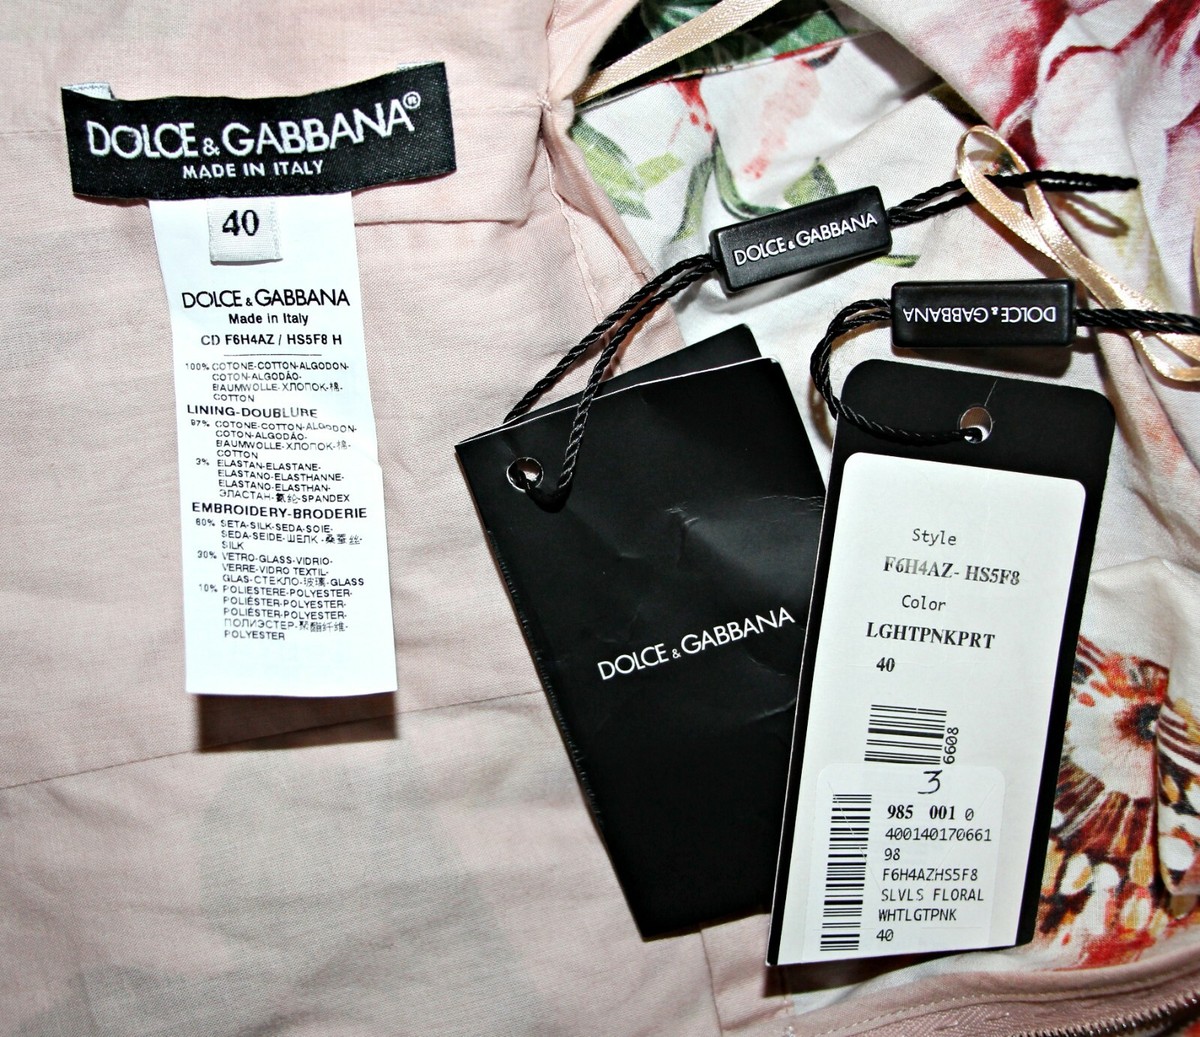 DOLCE & GABBANA®
MADE IN ITALY
40
DOLCE & GABBANA
Made in Italy
CD F6H4AZ / HS5F8 H
100% COTONE-COTTON-ALGODON-
COTON-ALGODÃO-
BAUMWOLLE-ХЛОПОК-棉-
COTTON
LINING-DOUBLURE
97% COTONE-COTTON-ALGODON-
COTON-ALGODÃO-
BAUMWOLLE-ХЛОПОК-棉-
COTTON
3% ELASTAN-ELASTANE-
ELASTANO-ELASTHANNE-
ELASTANO-ELASTHAN-
ЭЛАСТАН-氨纶-SPANDEX
EMBROIDERY-BRODERIE
60% SETA-SILK-SEDA-SOIE-
SEDA-SEIDE-ШЕЛК-桑蚕丝-
SILK
30% VETRO-GLASS-VIDRIO-
VERRE-VIDRO TEXTIL-
GLAS-СТЕКЛО-玻璃-GLASS
10% POLIESTERE-POLYESTER-
POLIÉSTER-POLYESTER-
POLIÉSTER-POLYESTER-
ПОЛИЭСТЕР-聚酯纤维-
POLYESTER
DOLCE & GABBANA
DOLCE & GABBANA
DOLCE & GABBANA
Style
F6H4AZ- HS5F8
Color
LGHTPNKPRT
40
6608
3
985 001 0
400140170661
98
F6H4AZHS5F8
SLVLS FLORAL
WHTLGTPNK
40